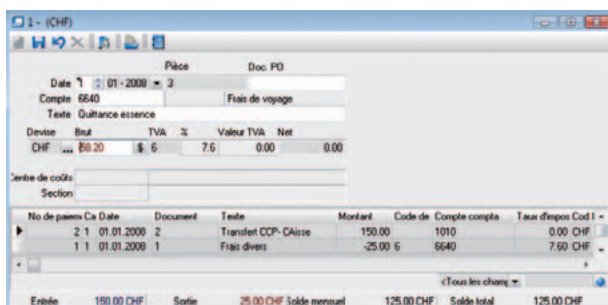 1 - (CHF)
Pièce Doc. PO
Date 1 01 - 2008 3
Compte 6640 Frais de voyage
Texte Quittance essence
Devise Brut TVA % Valeur TVA Net
CHF ... 68.20 $ 6 7.6 0.00 0.00
Centre de coûts
Section
No de paiem Ca Date Document Texte Montant Code de Compte compta Taux d'impos Cod
2 1 01.01.2008 2 Transfert CCP- CAisse 150.00 1010 0.00 CHF
1 1 01.01.2008 1 Frais divers -25.00 6 6640 7.60 CHF
<Tous les champ
Entrée 150.00 CHF Sortie 25.00 CHF Solde mensuel 125.00 CHF Solde total 125.00 CHF